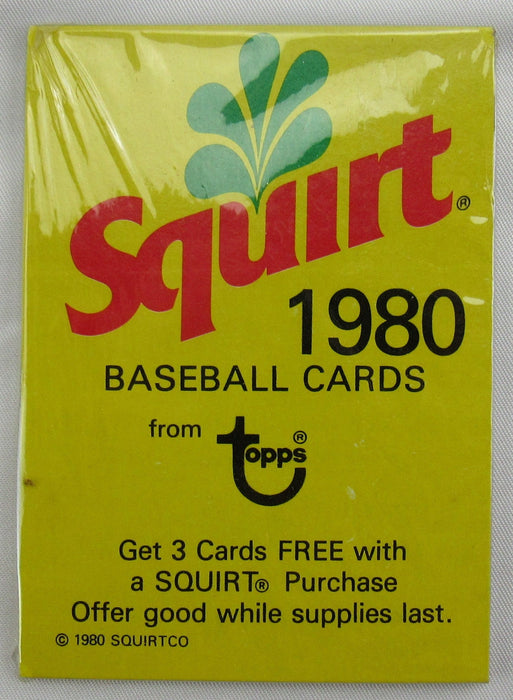 Squirt®
1980
BASEBALL CARDS
from topps®
Get 3 Cards FREE with
a SQUIRT® Purchase
Offer good while supplies last.
© 1980 SQUIRTCO